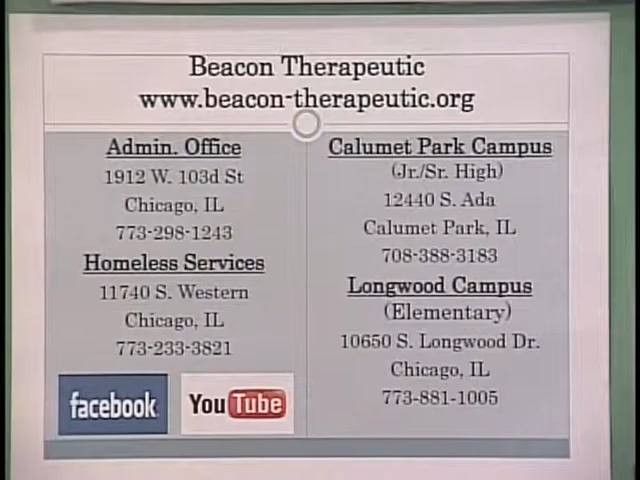 Beacon Therapeutic
www.beacon-therapeutic.org
Admin. Office
1912 W. 103d St
Chicago, IL
773-298-1243
Homeless Services
11740 S. Western
Chicago, IL
773-233-3821
facebook
YouTube
Calumet Park Campus
(Jr./Sr. High)
12440 S. Ada
Calumet Park, IL
708-388-3183
Longwood Campus
(Elementary)
10650 S. Longwood Dr.
Chicago, IL
773-881-1005